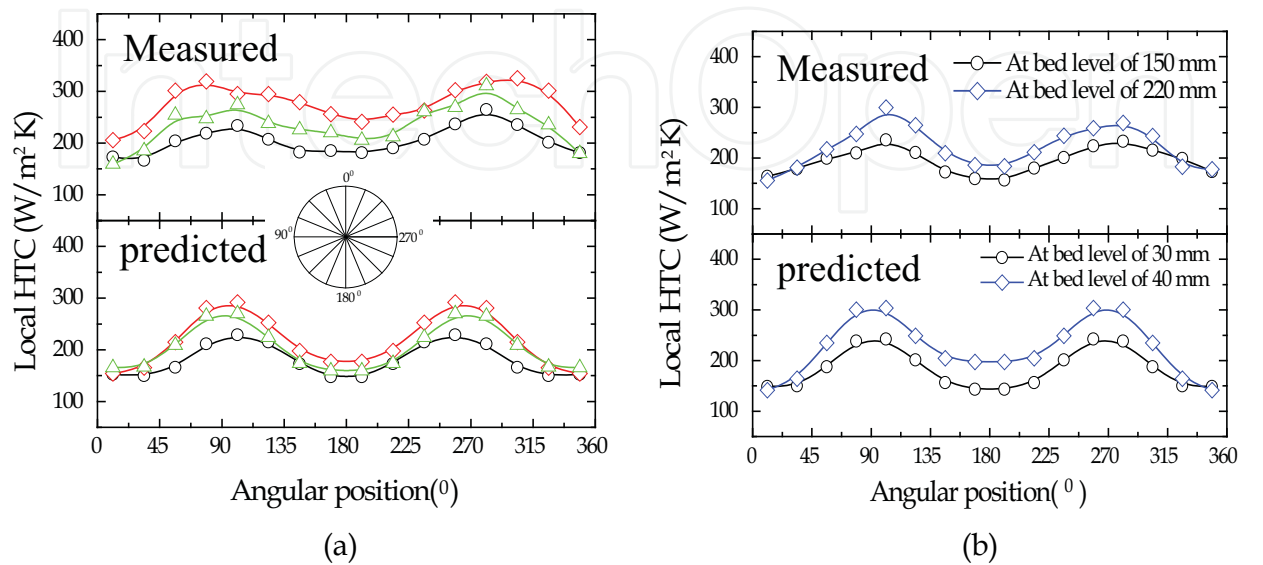 IntechOpen
Local HTC (W/m² K)
Measured
400
300
200
100
predicted
400
300
200
100
0⁰
90⁰
270⁰
180⁰
0 45 90 135 180 225 270 315 360
Angular position(⁰)
(a)
Local HTC (W/m² K)
Measured
At bed level of 150 mm
At bed level of 220 mm
400
300
200
100
predicted
At bed level of 30 mm
At bed level of 40 mm
400
300
200
100
0 45 90 135 180 225 270 315 360
Angular position(⁰)
(b)